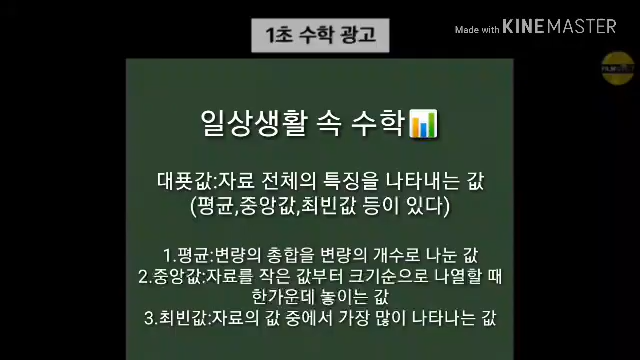 1초 수학 광고
Made with KINEMASTER
일상생활 속 수학📊
대푯값:자료 전체의 특징을 나타내는 값
(평균,중앙값,최빈값 등이 있다)
1.평균:변량의 총합을 변량의 개수로 나눈 값
2.중앙값:자료를 작은 값부터 크기순으로 나열할 때
한가운데 놓이는 값
3.최빈값:자료의 값 중에서 가장 많이 나타나는 값